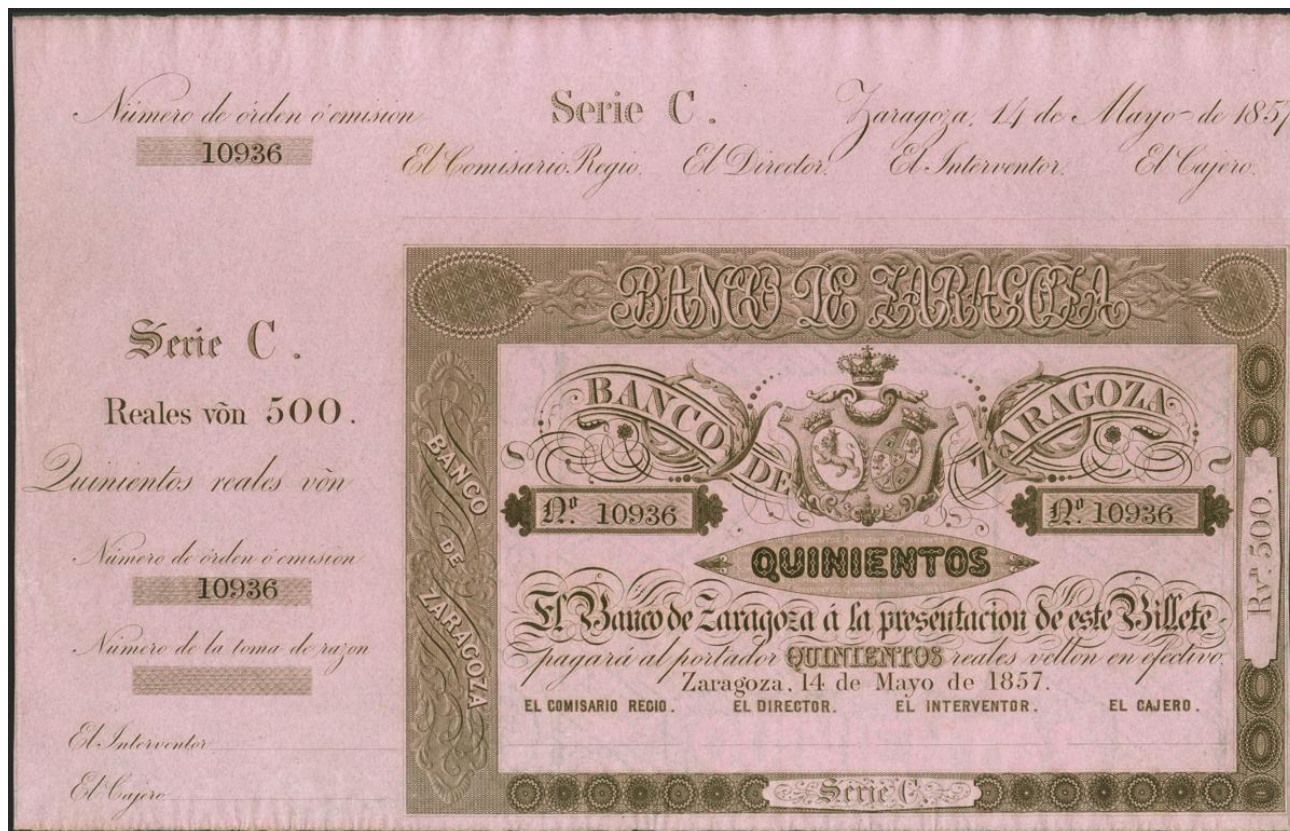 Número de órden ó emision
10936
Serie C.
Zaragoza, 14 de Mayo de 1857
El Comisario Regio. El Director. El Interventor. El Cajero.
Serie C.
Reales vōn 500.
Quinientos reales vōn
Número de órden ó emision
10936
Número de la toma de razon
El Interventor
El Cajero
BANCO DE ZARAGOZA
BANCO DE ZARAGOZA
BANCO DE ZARAGOZA
Nº. 10936
Nº. 10936
QUINIENTOS
El Banco de Zaragoza á la presentacion de este Billete
pagará al portador QUINIENTOS reales vellon en efectivo.
Zaragoza, 14 de Mayo de 1857.
EL COMISARIO REGIO. EL DIRECTOR. EL INTERVENTOR. EL CAJERO.
Serie C.
Rvn. 500.